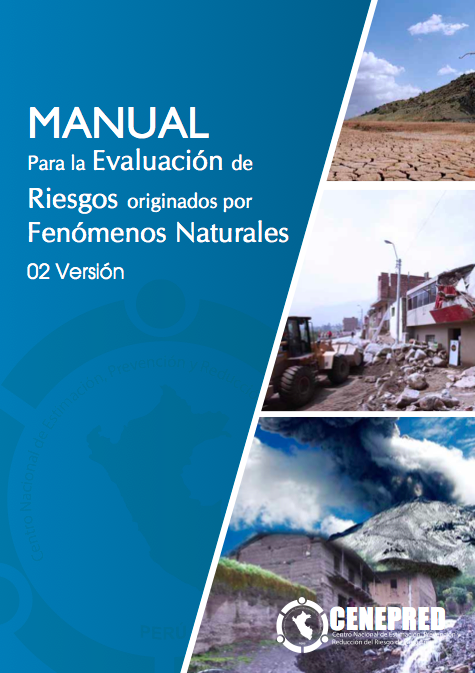 MANUAL
Para la Evaluación de
Riesgos originados por
Fenómenos Naturales
02 Versión
CENEPRED
Centro Nacional de Estimación, Prevención y
Reducción del Riesgo de Desastres